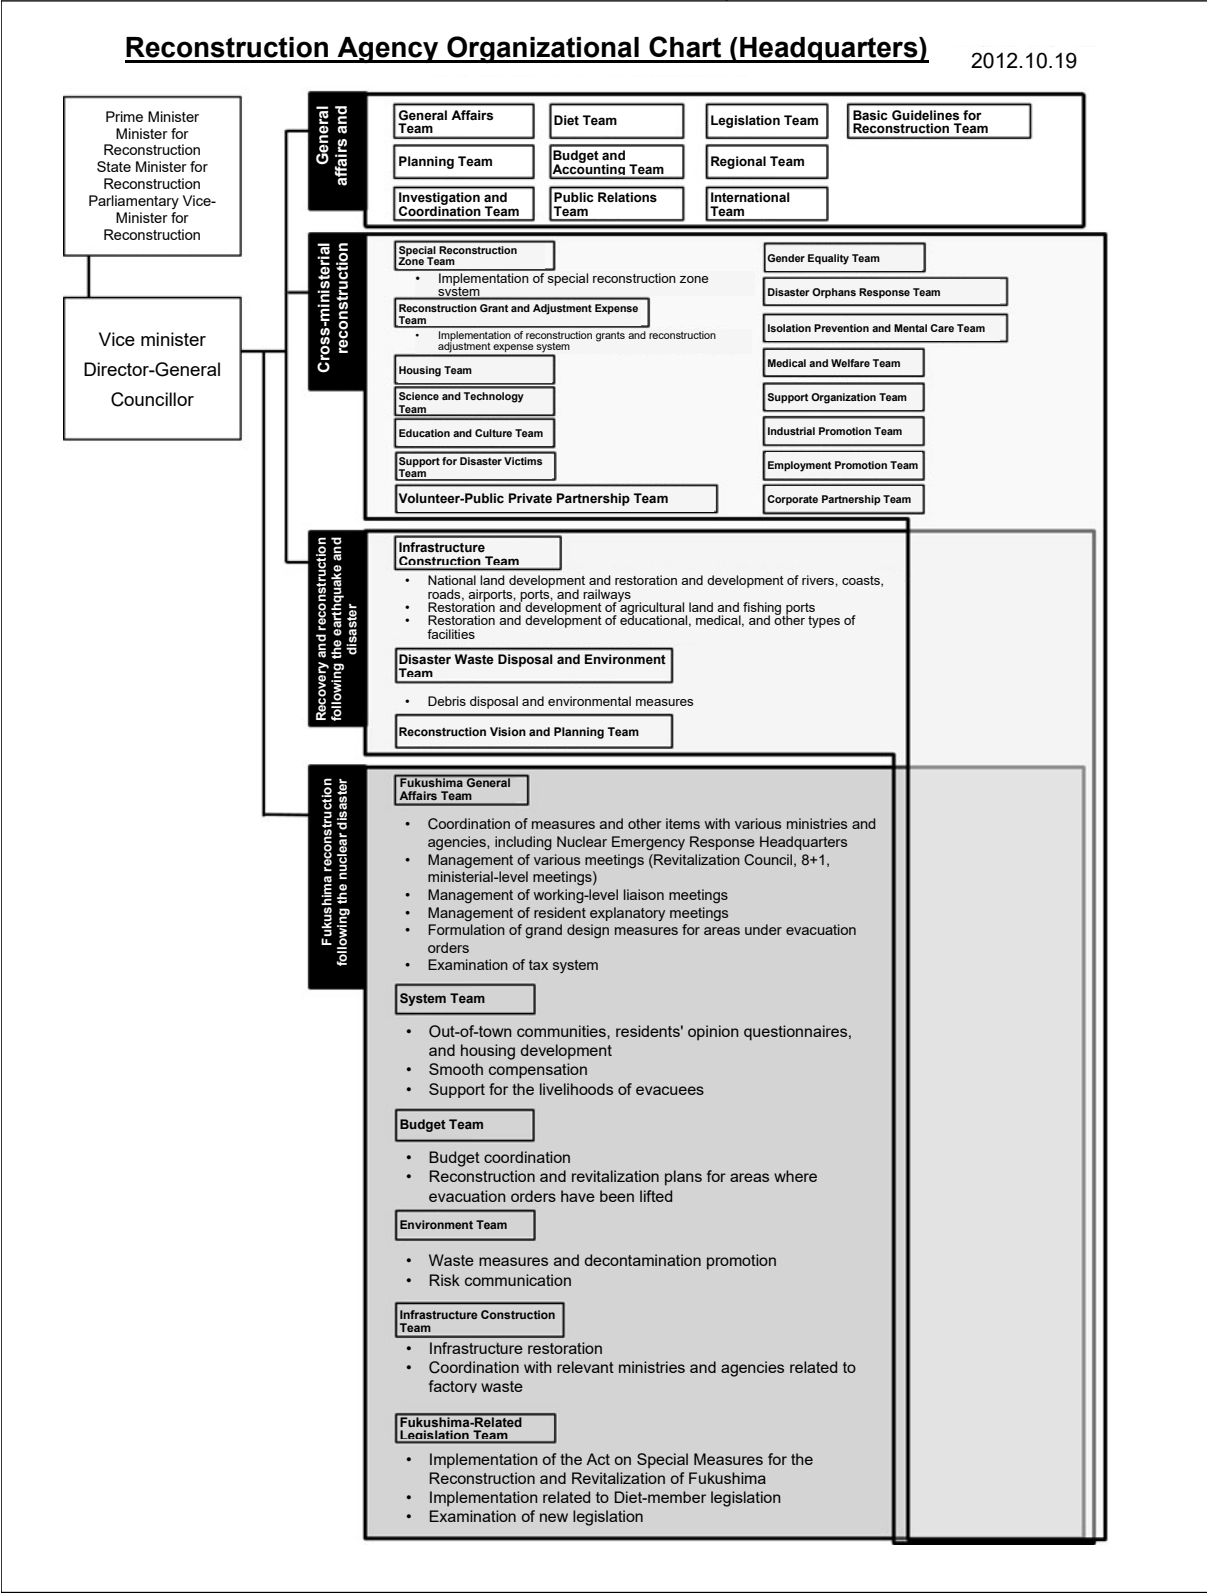 Reconstruction Agency Organizational Chart (Headquarters)
2012.10.19
Prime Minister
Minister for
Reconstruction
State Minister for
Reconstruction
Parliamentary Vice-
Minister for
Reconstruction
Vice minister
Director-General
Councillor
General
affairs and
General Affairs
Team
Diet Team
Legislation Team
Basic Guidelines for
Reconstruction Team
Planning Team
Budget and
Accounting Team
Regional Team
Investigation and
Coordination Team
Public Relations
Team
International
Team
Cross-ministerial
reconstruction
Special Reconstruction
Zone Team
• Implementation of special reconstruction zone
system
Reconstruction Grant and Adjustment Expense
Team
• Implementation of reconstruction grants and reconstruction
adjustment expense system
Housing Team
Science and Technology
Team
Education and Culture Team
Support for Disaster Victims
Team
Volunteer-Public Private Partnership Team
Gender Equality Team
Disaster Orphans Response Team
Isolation Prevention and Mental Care Team
Medical and Welfare Team
Support Organization Team
Industrial Promotion Team
Employment Promotion Team
Corporate Partnership Team
Recovery and reconstruction
following the earthquake and
disaster
Infrastructure
Construction Team
• National land development and restoration and development of rivers, coasts,
roads, airports, ports, and railways
• Restoration and development of agricultural land and fishing ports
• Restoration and development of educational, medical, and other types of
facilities
Disaster Waste Disposal and Environment
Team
• Debris disposal and environmental measures
Reconstruction Vision and Planning Team
Fukushima reconstruction
following the nuclear disaster
Fukushima General
Affairs Team
• Coordination of measures and other items with various ministries and
agencies, including Nuclear Emergency Response Headquarters
• Management of various meetings (Revitalization Council, 8+1,
ministerial-level meetings)
• Management of working-level liaison meetings
• Management of resident explanatory meetings
• Formulation of grand design measures for areas under evacuation
orders
• Examination of tax system
System Team
• Out-of-town communities, residents' opinion questionnaires,
and housing development
• Smooth compensation
• Support for the livelihoods of evacuees
Budget Team
• Budget coordination
• Reconstruction and revitalization plans for areas where
evacuation orders have been lifted
Environment Team
• Waste measures and decontamination promotion
• Risk communication
Infrastructure Construction
Team
• Infrastructure restoration
• Coordination with relevant ministries and agencies related to
factory waste
Fukushima-Related
Legislation Team
• Implementation of the Act on Special Measures for the
Reconstruction and Revitalization of Fukushima
• Implementation related to Diet-member legislation
• Examination of new legislation